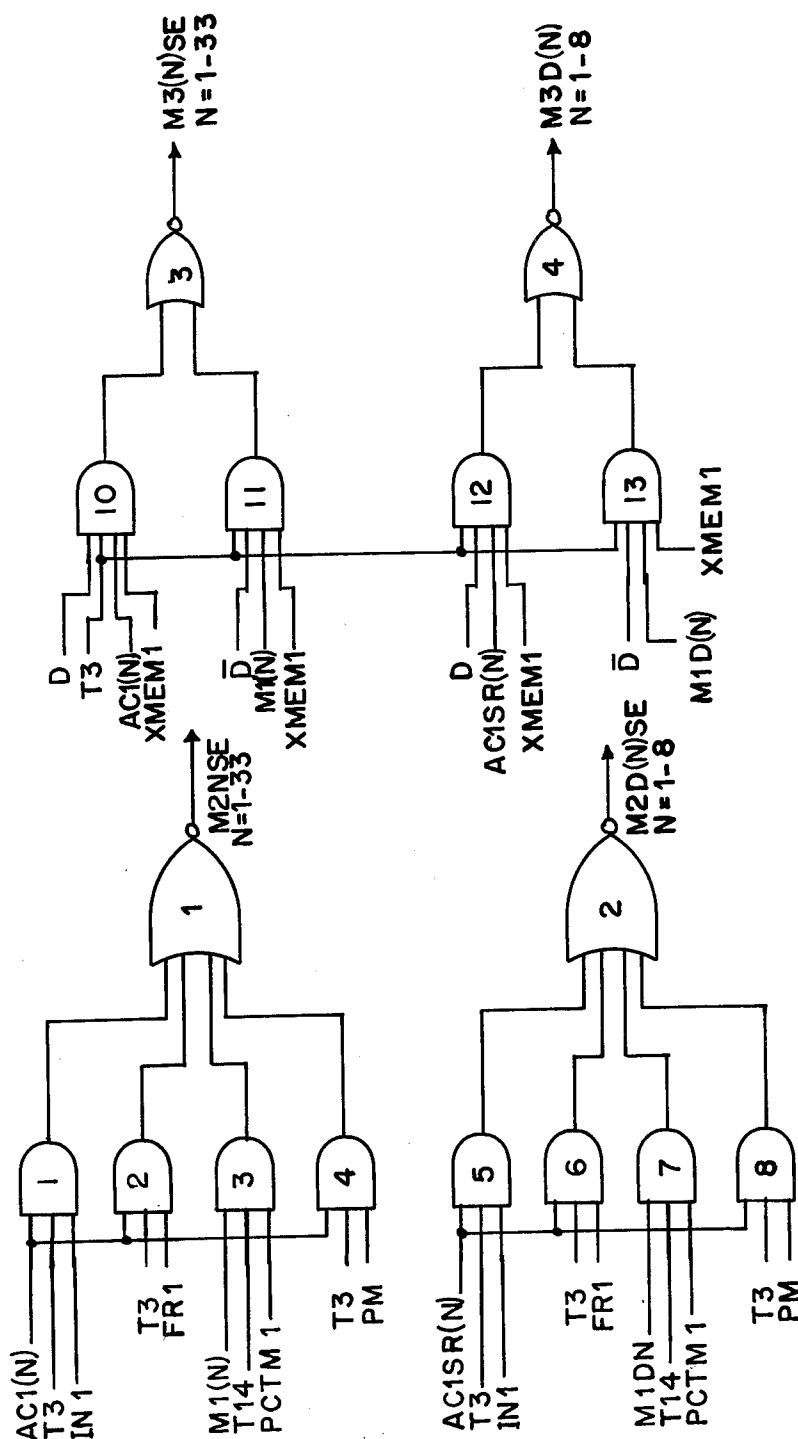 AC1(N)
T3
IN1
1
2
T3
FR1
M1(N)
T14
PCTM1
3
4
T3
PM
1
M2NSE
N=1-33
AC1SR(N)
T3
IN1
5
6
T3
FR1
M1DN
T14
PCTM1
7
8
T3
PM
2
M2D(N)SE
N=1-8
D
T3
AC1(N)
XMEM1
10
D̅
M1(N)
XMEM1
11
3
M3(N)SE
N=1-33
D
AC1SR(N)
XMEM1
12
D̅
M1D(N)
XMEM1
13
4
M3D(N)
N=1-8